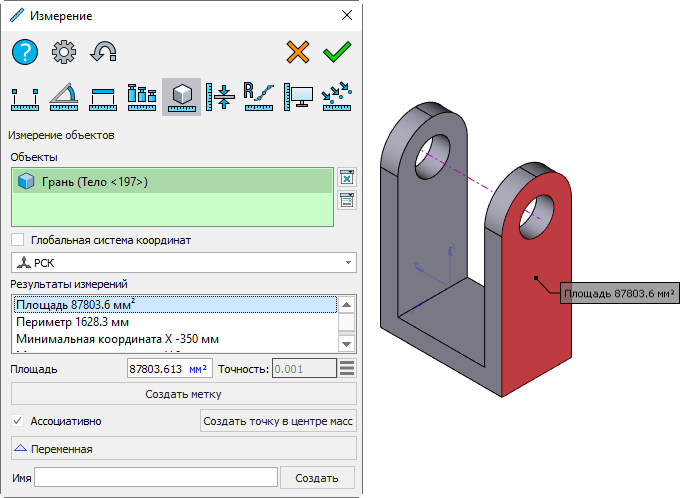 Измерение
?
R
Измерение объектов
Объекты
Грань (Тело <197>)
Глобальная система координат
РСК
Результаты измерений
Площадь 87803.6 мм²
Периметр 1628.3 мм
Минимальная координата X -350 мм
Площадь 87803.613 мм² Точность: 0.001
Создать метку
Ассоциативно Создать точку в центре масс
Переменная
Имя Создать
Площадь 87803.6 мм²